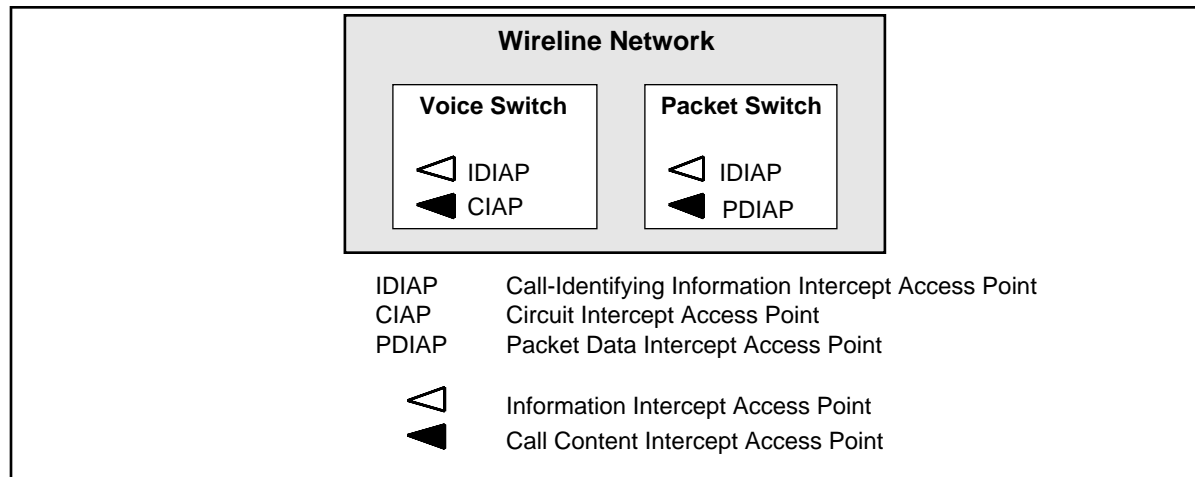 Wireline Network
Voice Switch Packet Switch
IDIAP IDIAP
CIAP PDIAP
IDIAP Call-Identifying Information Intercept Access Point
CIAP Circuit Intercept Access Point
PDIAP Packet Data Intercept Access Point
Information Intercept Access Point
Call Content Intercept Access Point